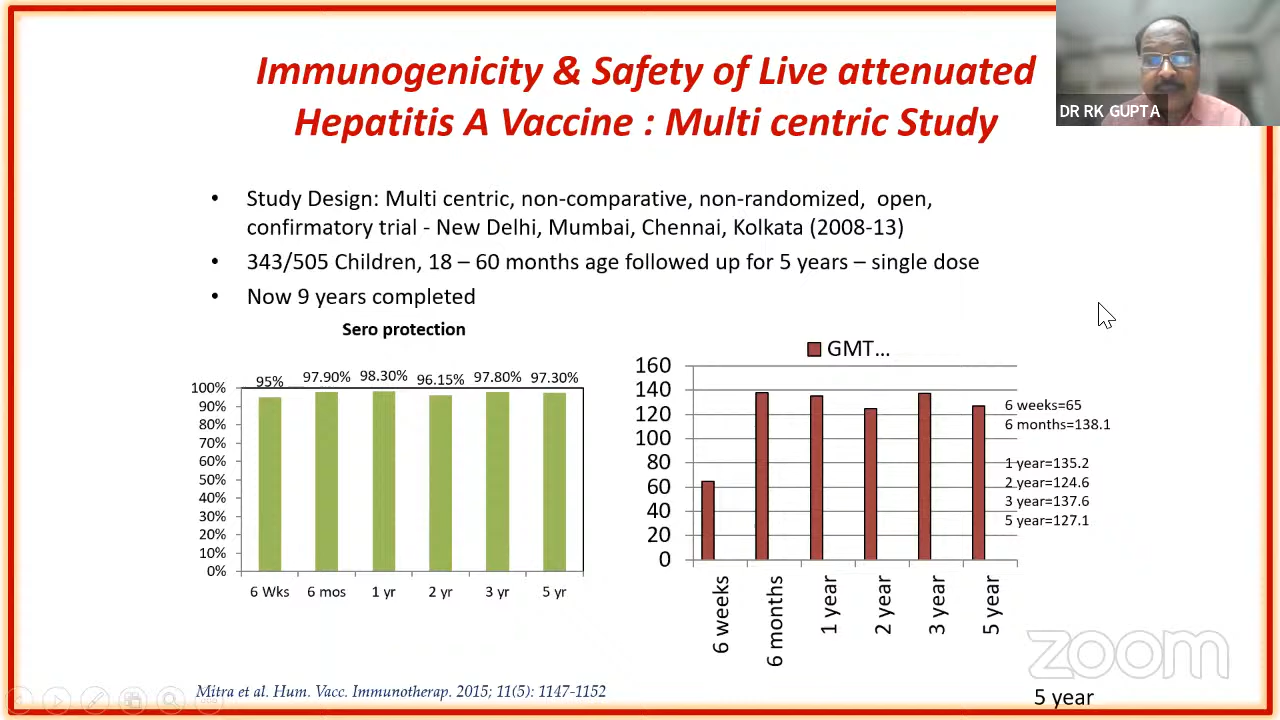 Immunogenicity & Safety of Live attenuated
Hepatitis A Vaccine : Multi centric Study
DR RK GUPTA
• Study Design: Multi centric, non-comparative, non-randomized, open,
confirmatory trial - New Delhi, Mumbai, Chennai, Kolkata (2008-13)
• 343/505 Children, 18 – 60 months age followed up for 5 years – single dose
• Now 9 years completed
Sero protection
95% 97.90% 98.30% 96.15% 97.80% 97.30%
100%
90%
80%
70%
60%
50%
40%
30%
20%
10%
0%
6 Wks 6 mos 1 yr 2 yr 3 yr 5 yr
GMT...
160
140
120
100
80
60
40
20
0
6 weeks
6 months
1 year
2 year
3 year
5 year
6 weeks=65
6 months=138.1
1 year=135.2
2 year=124.6
3 year=137.6
5 year=127.1
zoom
Mitra et al. Hum. Vacc. Immunotherap. 2015; 11(5): 1147-1152
5 year